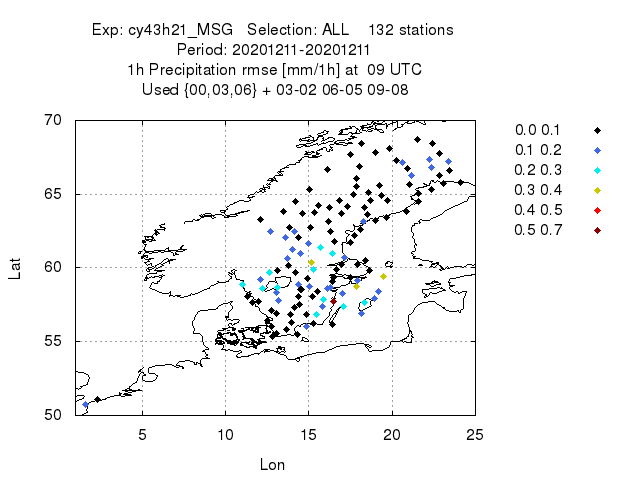 Exp: cy43h21_MSG Selection: ALL 132 stations
Period: 20201211-20201211
1h Precipitation rmse [mm/1h] at 09 UTC
Used {00,03,06} + 03-02 06-05 09-08
70
65
60
55
50
Lat
5 10 15 20 25
Lon
0.0 0.1
0.1 0.2
0.2 0.3
0.3 0.4
0.4 0.5
0.5 0.7